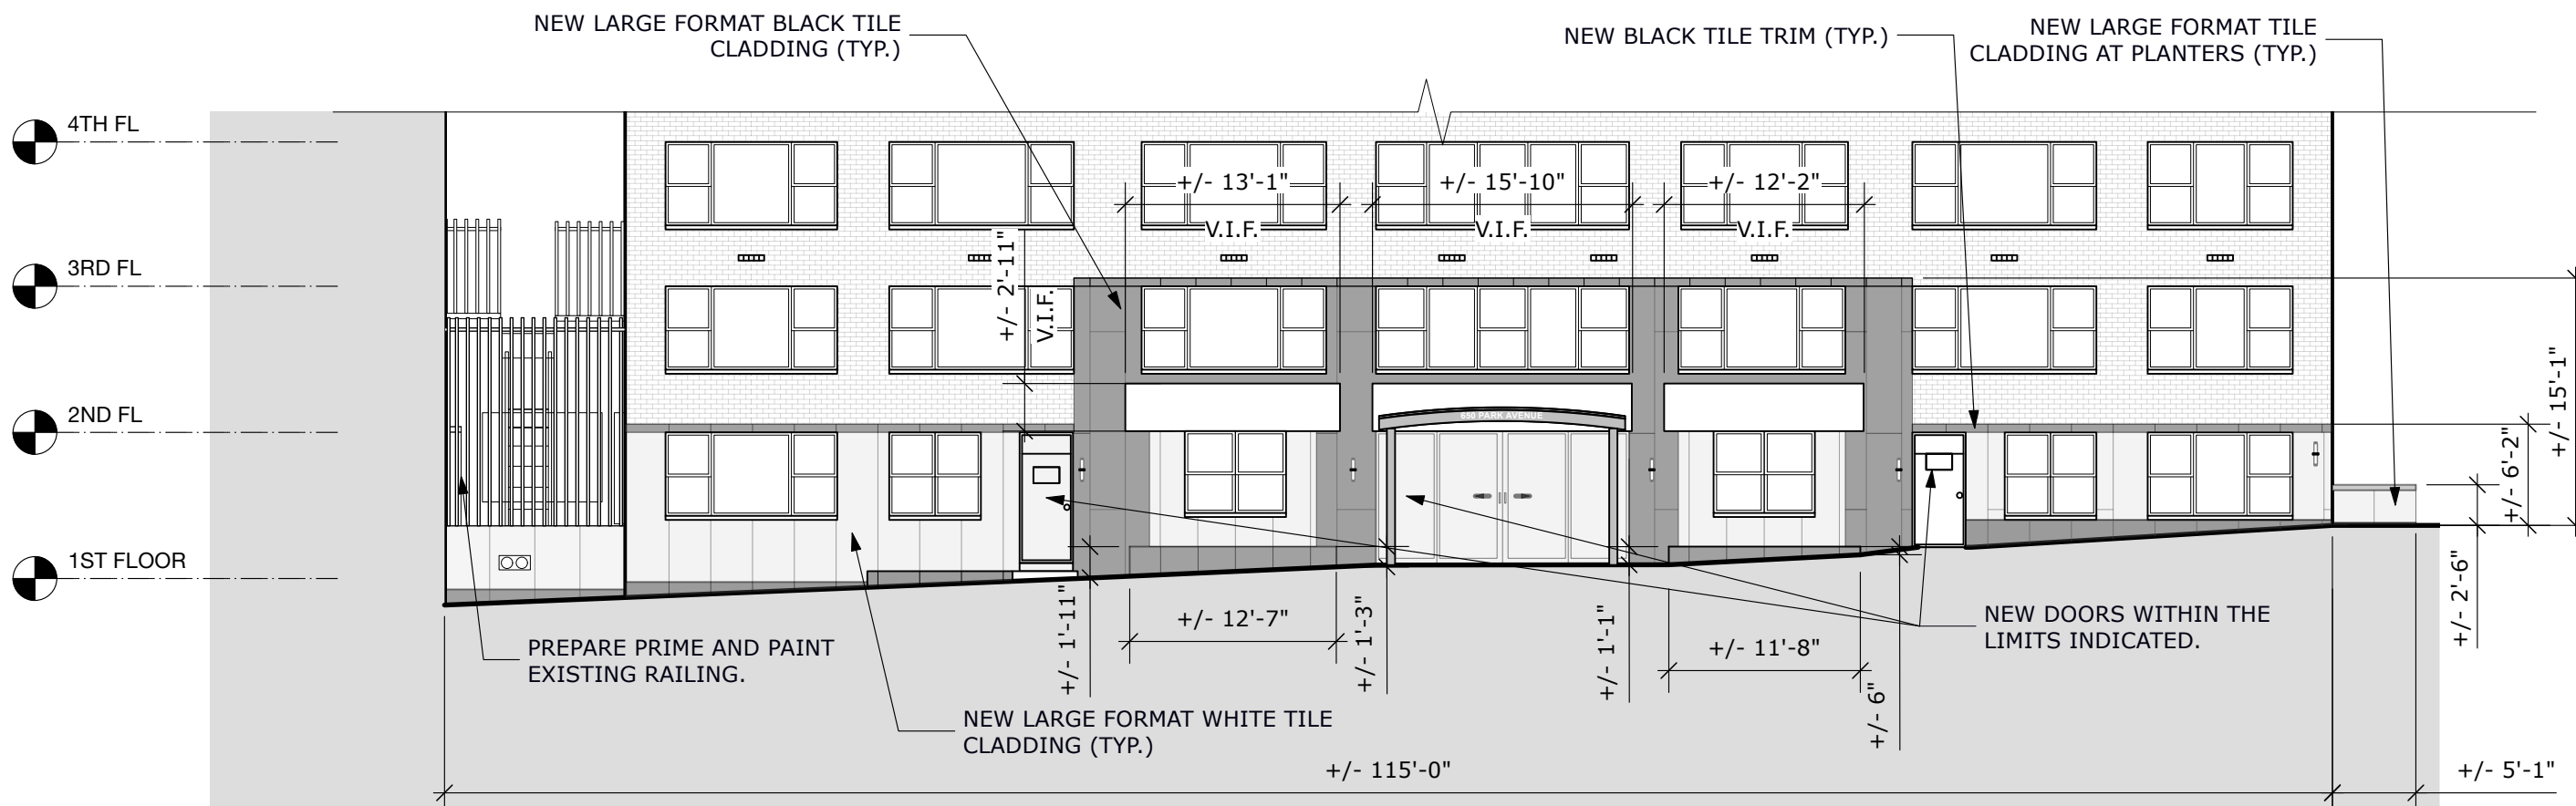 NEW LARGE FORMAT BLACK TILE
CLADDING (TYP.)
NEW BLACK TILE TRIM (TYP.)
NEW LARGE FORMAT TILE
CLADDING AT PLANTERS (TYP.)
4TH FL
3RD FL
2ND FL
1ST FLOOR
+/- 13'-1"
V.I.F.
+/- 15'-10"
V.I.F.
+/- 12'-2"
V.I.F.
+/- 2'-11"
V.I.F.
650 PARK AVENUE
+/- 15'-1"
+/- 6'-2"
+/- 2'-6"
+/- 1'-11"
+/- 12'-7"
+/- 1'-3"
+/- 1'-1"
+/- 11'-8"
+/- 6"
NEW DOORS WITHIN THE
LIMITS INDICATED.
PREPARE PRIME AND PAINT
EXISTING RAILING.
NEW LARGE FORMAT WHITE TILE
CLADDING (TYP.)
+/- 115'-0"
+/- 5'-1"